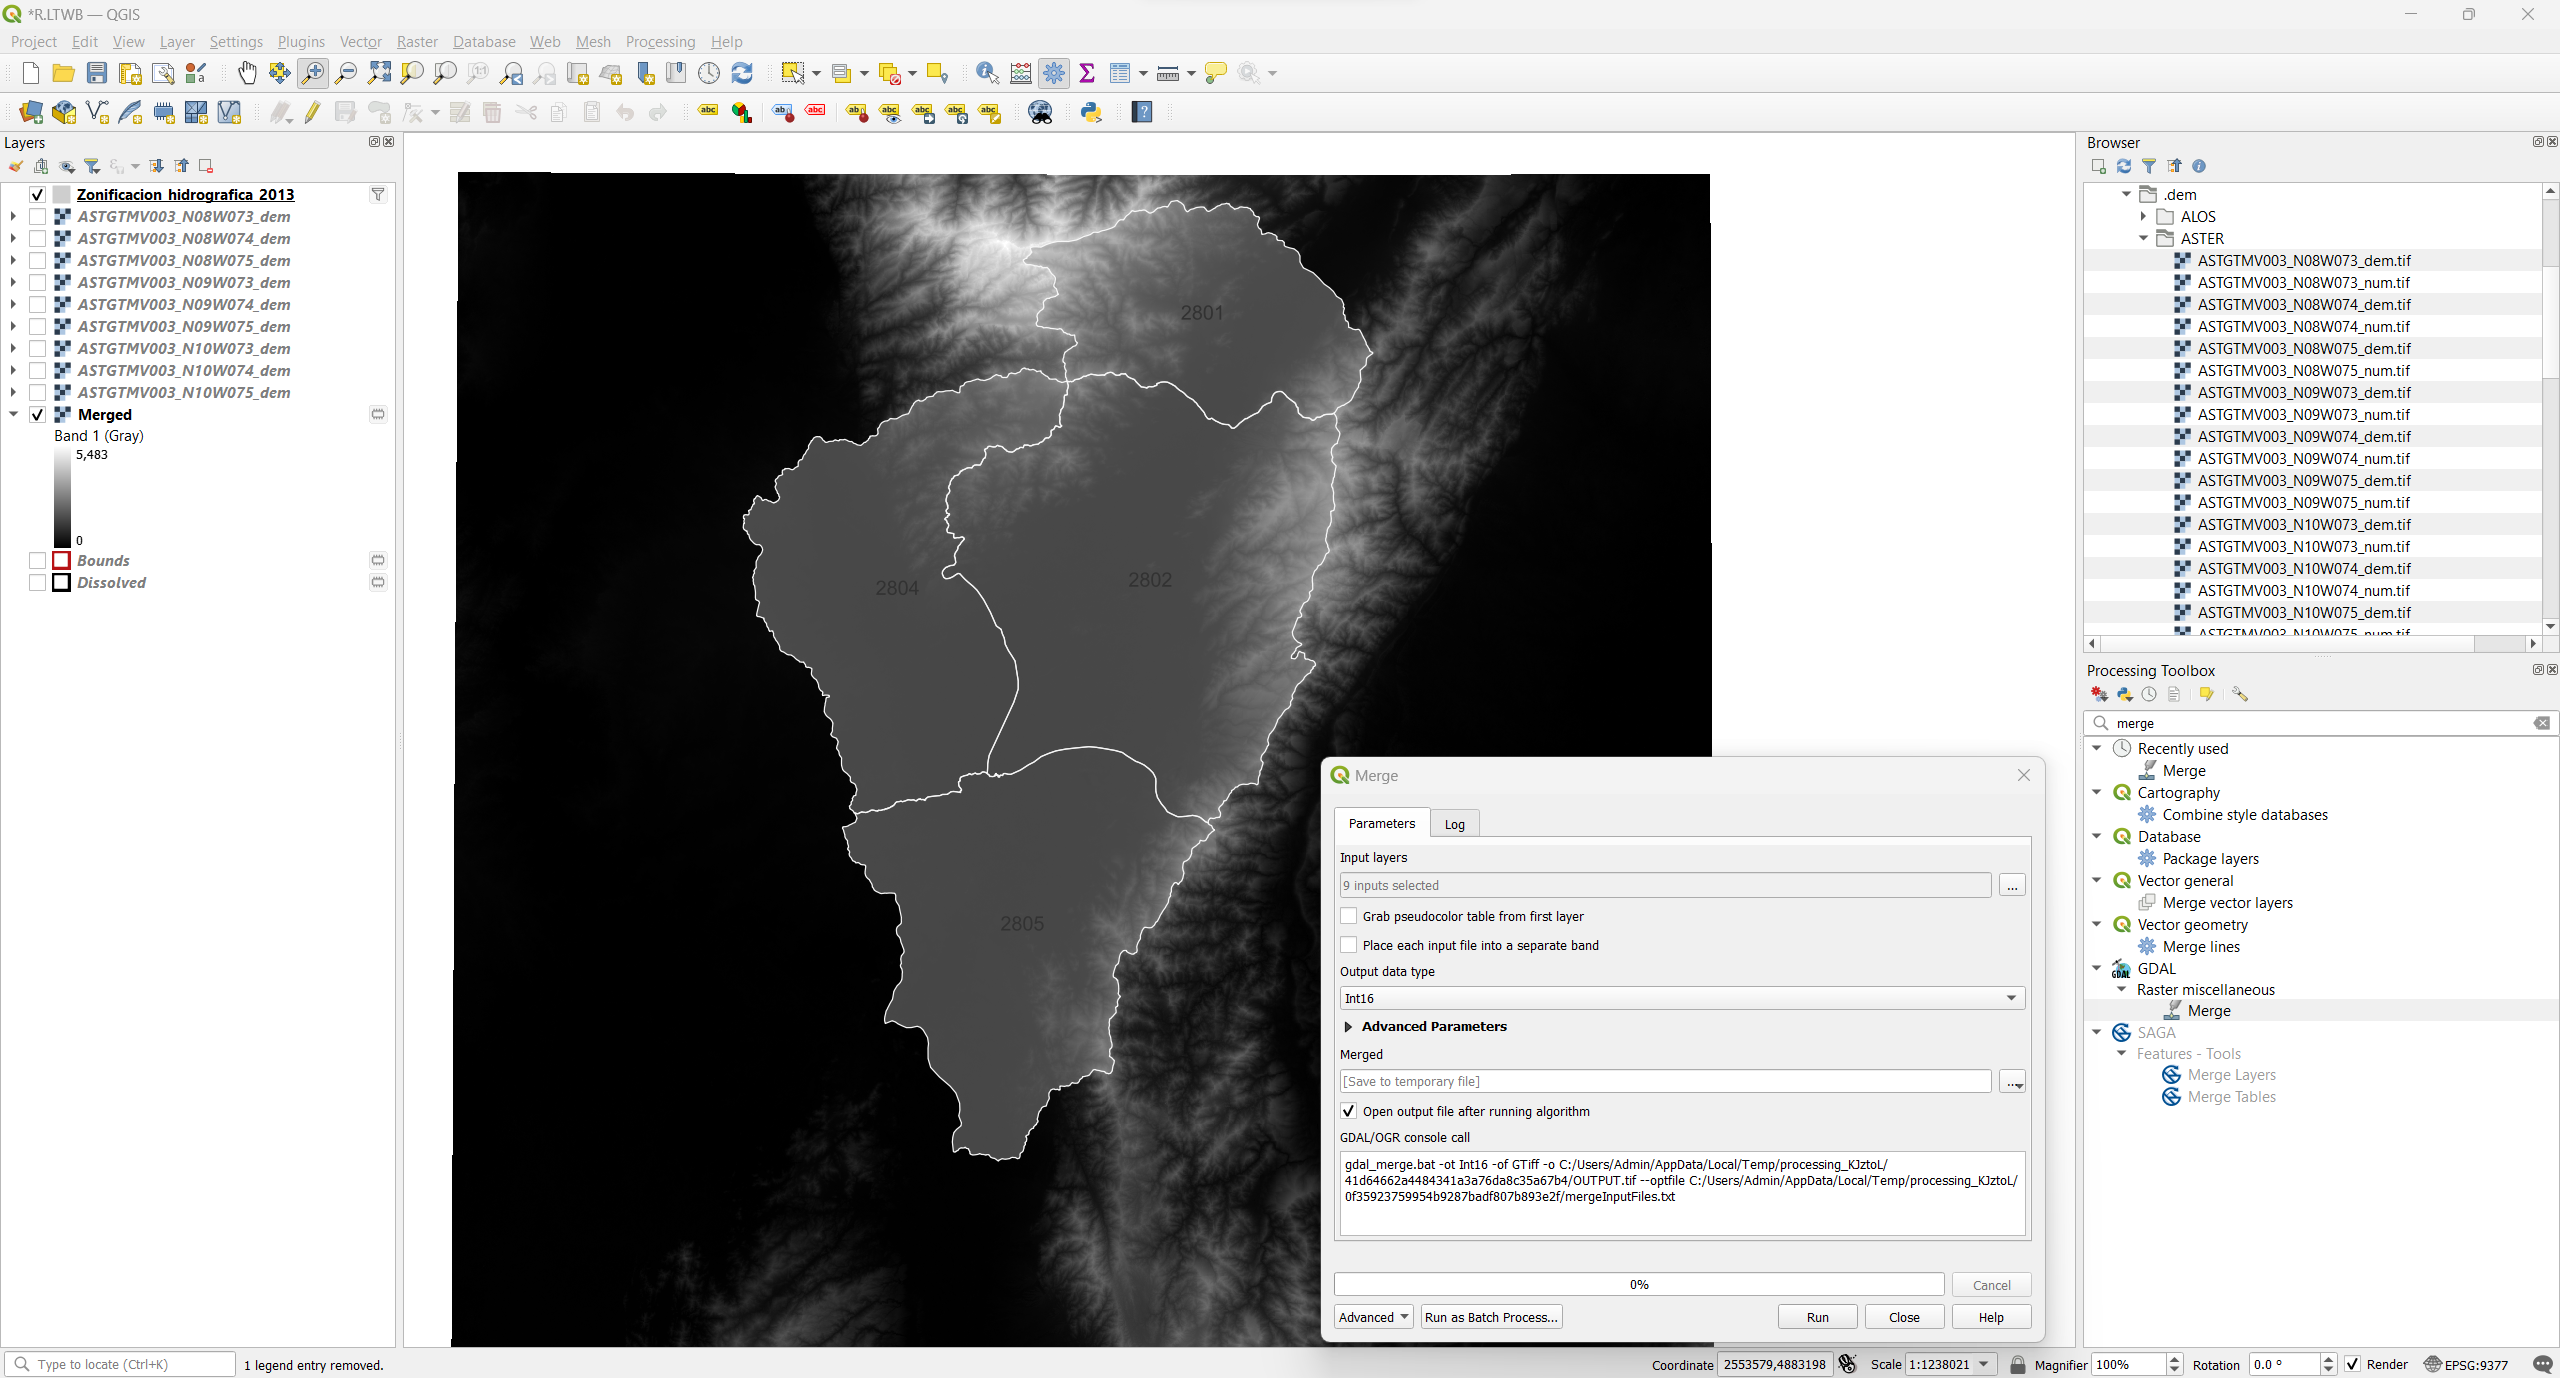 *R.LTWB — QGIS
Project Edit View Layer Settings Plugins Vector Raster Database Web Mesh Processing Help
Layers
Zonificacion hidrografica 2013
ASTGTMV003_N08W073_dem
ASTGTMV003_N08W074_dem
ASTGTMV003_N08W075_dem
ASTGTMV003_N09W073_dem
ASTGTMV003_N09W074_dem
ASTGTMV003_N09W075_dem
ASTGTMV003_N10W073_dem
ASTGTMV003_N10W074_dem
ASTGTMV003_N10W075_dem
Merged
Band 1 (Gray)
5,483
0
Bounds
Dissolved
2801
2804
2802
2805
Browser
.dem
ALOS
ASTER
ASTGTMV003_N08W073_dem.tif
ASTGTMV003_N08W073_num.tif
ASTGTMV003_N08W074_dem.tif
ASTGTMV003_N08W074_num.tif
ASTGTMV003_N08W075_dem.tif
ASTGTMV003_N08W075_num.tif
ASTGTMV003_N09W073_dem.tif
ASTGTMV003_N09W073_num.tif
ASTGTMV003_N09W074_dem.tif
ASTGTMV003_N09W074_num.tif
ASTGTMV003_N09W075_dem.tif
ASTGTMV003_N09W075_num.tif
ASTGTMV003_N10W073_dem.tif
ASTGTMV003_N10W073_num.tif
ASTGTMV003_N10W074_dem.tif
ASTGTMV003_N10W074_num.tif
ASTGTMV003_N10W075_dem.tif
ASTGTMV003_N10W075_num.tif
Processing Toolbox
merge
Recently used
Merge
Cartography
Combine style databases
Database
Package layers
Vector general
Merge vector layers
Vector geometry
Merge lines
GDAL
Raster miscellaneous
Merge
SAGA
Features - Tools
Merge Layers
Merge Tables
Merge
Parameters Log
Input layers
9 inputs selected
...
Grab pseudocolor table from first layer
Place each input file into a separate band
Output data type
Int16
Advanced Parameters
Merged
[Save to temporary file]
...
Open output file after running algorithm
GDAL/OGR console call
gdal_merge.bat -ot Int16 -of GTiff -o C:/Users/Admin/AppData/Local/Temp/processing_KJztoL/
41d64662a4484341a3a76da8c35a67b4/OUTPUT.tif --optfile C:/Users/Admin/AppData/Local/Temp/processing_KJztoL/
0f35923759954b9287badf807b893e2f/mergeInputFiles.txt
0%
Cancel
Advanced Run as Batch Process... Run Close Help
Type to locate (Ctrl+K) 1 legend entry removed. Coordinate 2553579,4883198 Scale 1:1238021 Magnifier 100% Rotation 0.0 ° Render EPSG:9377